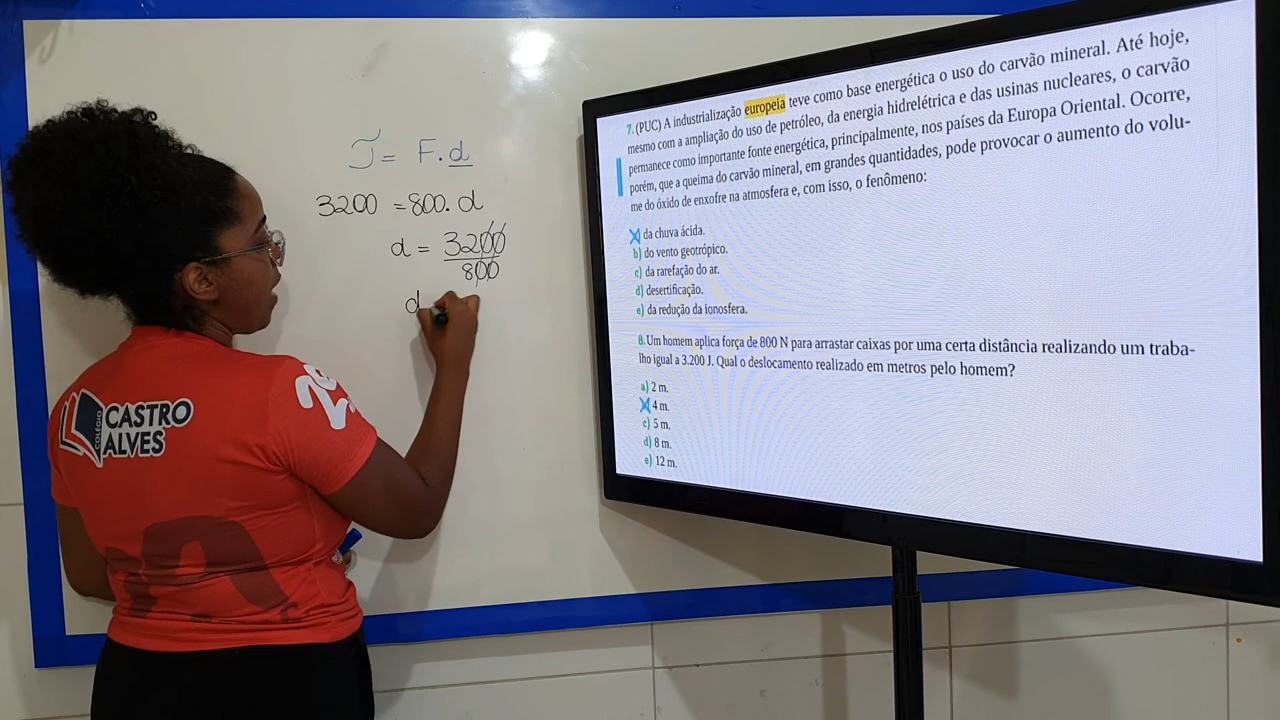 τ = F.d
3200 = 800. d
d = 3200
800
d
COLÉGIO
CASTRO
ALVES
7. (PUC) A industrialização europeia teve como base energética o uso do carvão mineral. Até hoje,
mesmo com a ampliação do uso de petróleo, da energia hidrelétrica e das usinas nucleares, o carvão
permanece como importante fonte energética, principalmente, nos países da Europa Oriental. Ocorre,
porém, que a queima do carvão mineral, em grandes quantidades, pode provocar o aumento do volu-
me do óxido de enxofre na atmosfera e, com isso, o fenômeno:
da chuva ácida.
b) do vento geotrópico.
c) da rarefação do ar.
d) desertificação.
e) da redução da ionosfera.
8. Um homem aplica força de 800 N para arrastar caixas por uma certa distância realizando um traba-
lho igual a 3.200 J. Qual o deslocamento realizado em metros pelo homem?
a) 2 m.
4 m.
c) 5 m.
d) 8 m.
e) 12 m.